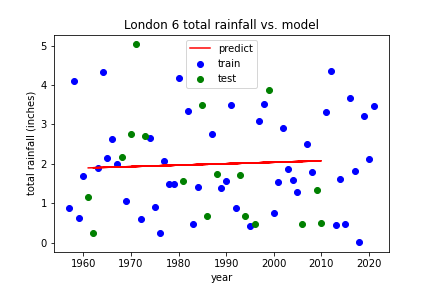 London 6 total rainfall vs. model
predict
train
test
total rainfall (inches)
5
4
3
2
1
0
1960 1970 1980 1990 2000 2010 2020
year